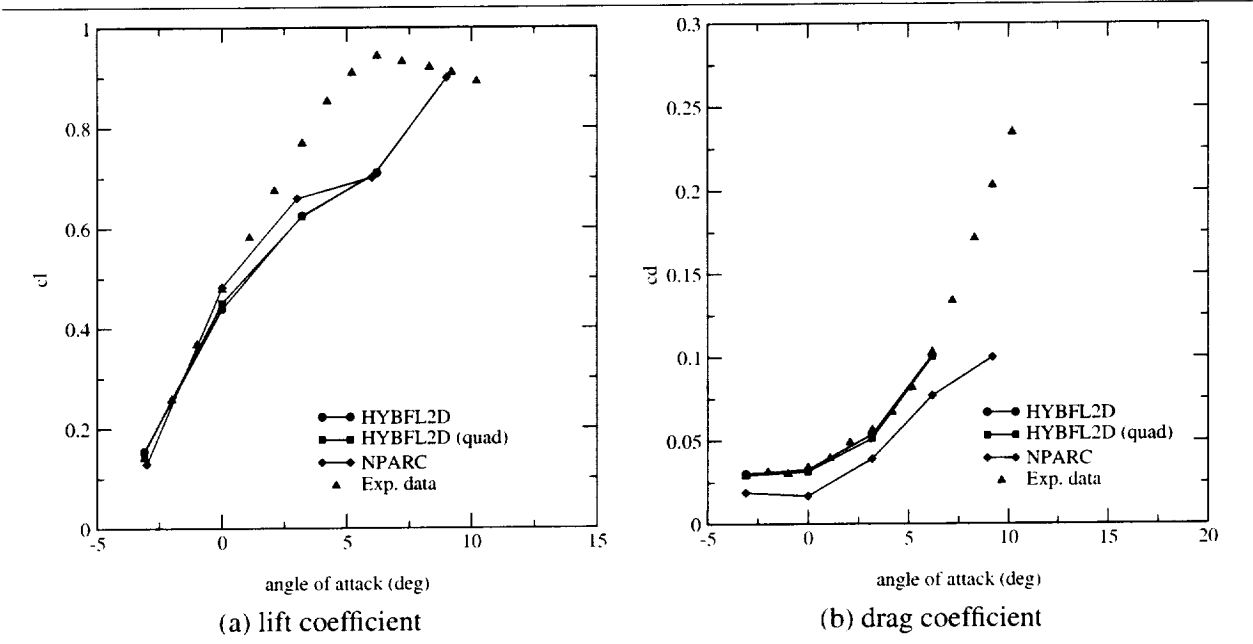 1
0.8
0.6
0.4
0.2
0
-5
0
5
10
15
cl
angle of attack (deg)
HYBFL2D
HYBFL2D (quad)
NPARC
Exp. data
(a) lift coefficient
0.3
0.25
0.2
0.15
0.1
0.05
0
-5
0
5
10
15
20
cd
angle of attack (deg)
HYBFL2D
HYBFL2D (quad)
NPARC
Exp. data
(b) drag coefficient